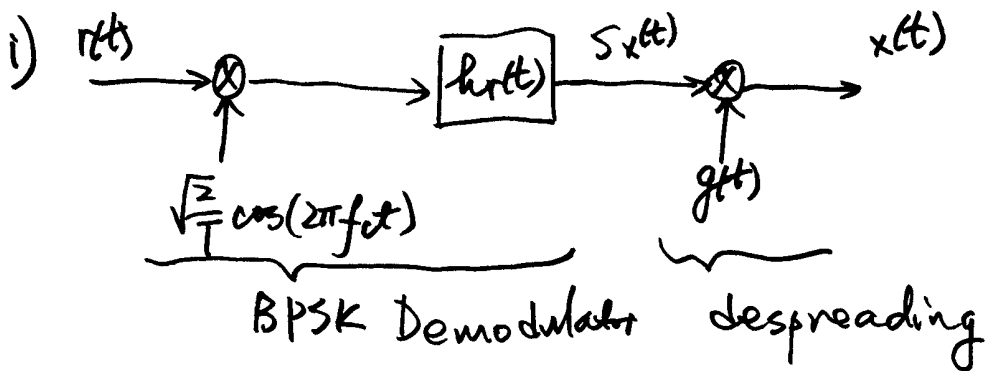 i) r(t) ⊗ hr(t) Sx(t) ⊗ x(t)
√(2/T) cos(2πfct) g(t)
BPSK Demodulator despreading